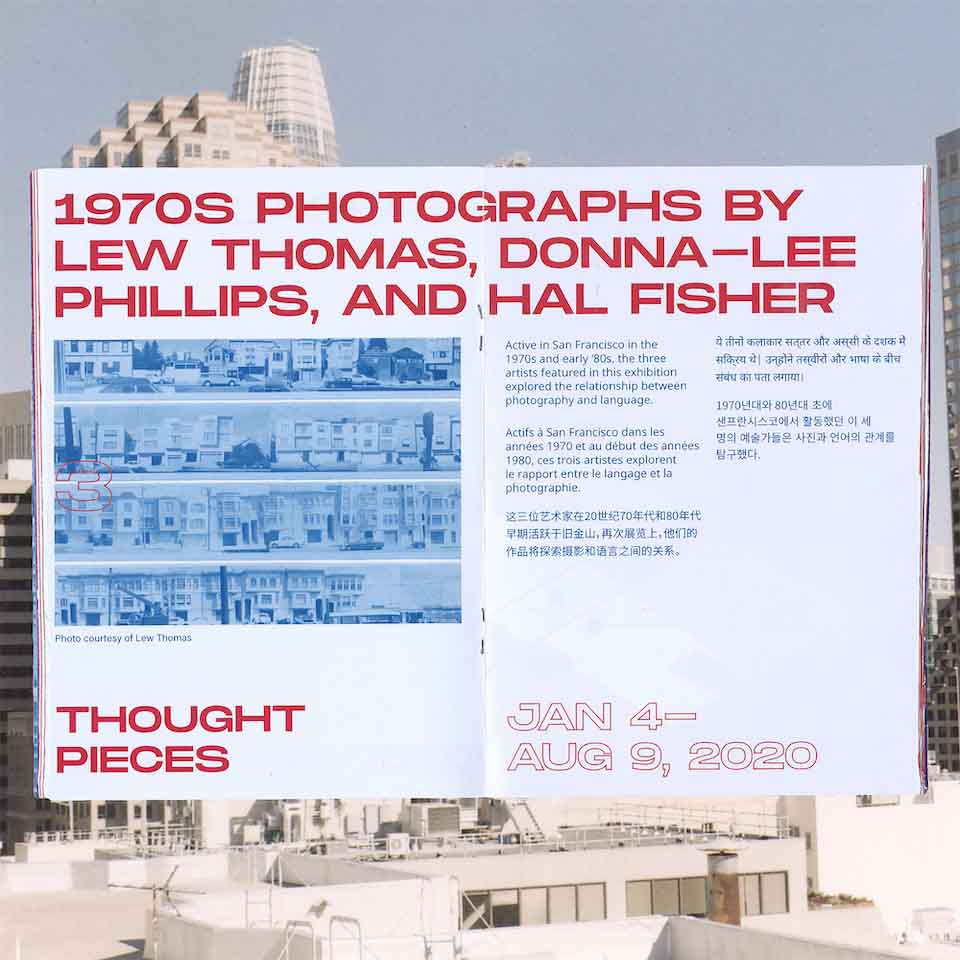 1970S PHOTOGRAPHS BY
LEW THOMAS, DONNA—LEE
PHILLIPS, AND HAL FISHER
3
Photo courtesy of Lew Thomas
THOUGHT
PIECES
Active in San Francisco in the
1970s and early ’80s, the three
artists featured in this exhibition
explored the relationship between
photography and language.
Actifs à San Francisco dans les
années 1970 et au début des années
1980, ces trois artistes explorent
le rapport entre le langage et la
photographie.
这三位艺术家在20世纪70年代和80年代
早期活跃于旧金山，再次展览上，他们的
作品将探索摄影和语言之间的关系。
ये तीनो कलाकार सत्तर और अस्सी के दशक में
सक्रिय थे| उन्होंने तस्वीरों और भाषा के बीच
संबंध का पता लगाया।
1970년대와 80년대 초에
센프란시스코에서 활동했던 이 세
명의 예술가들은 사진과 언어의 관계를
탐구했다.
JAN 4—
AUG 9, 2020